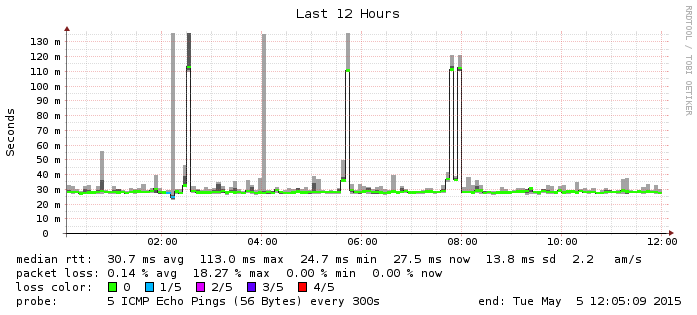 Last 12 Hours
RRDTOOL / TOBI OETIKER
Seconds
130 m
120 m
110 m
100 m
90 m
80 m
70 m
60 m
50 m
40 m
30 m
20 m
10 m
0
02:00 04:00 06:00 08:00 10:00 12:00
median rtt: 30.7 ms avg 113.0 ms max 24.7 ms min 27.5 ms now 13.8 ms sd 2.2 am/s
packet loss: 0.14 % avg 18.27 % max 0.00 % min 0.00 % now
loss color: 0 1/5 2/5 3/5 4/5
probe: 5 ICMP Echo Pings (56 Bytes) every 300s end: Tue May 5 12:05:09 2015